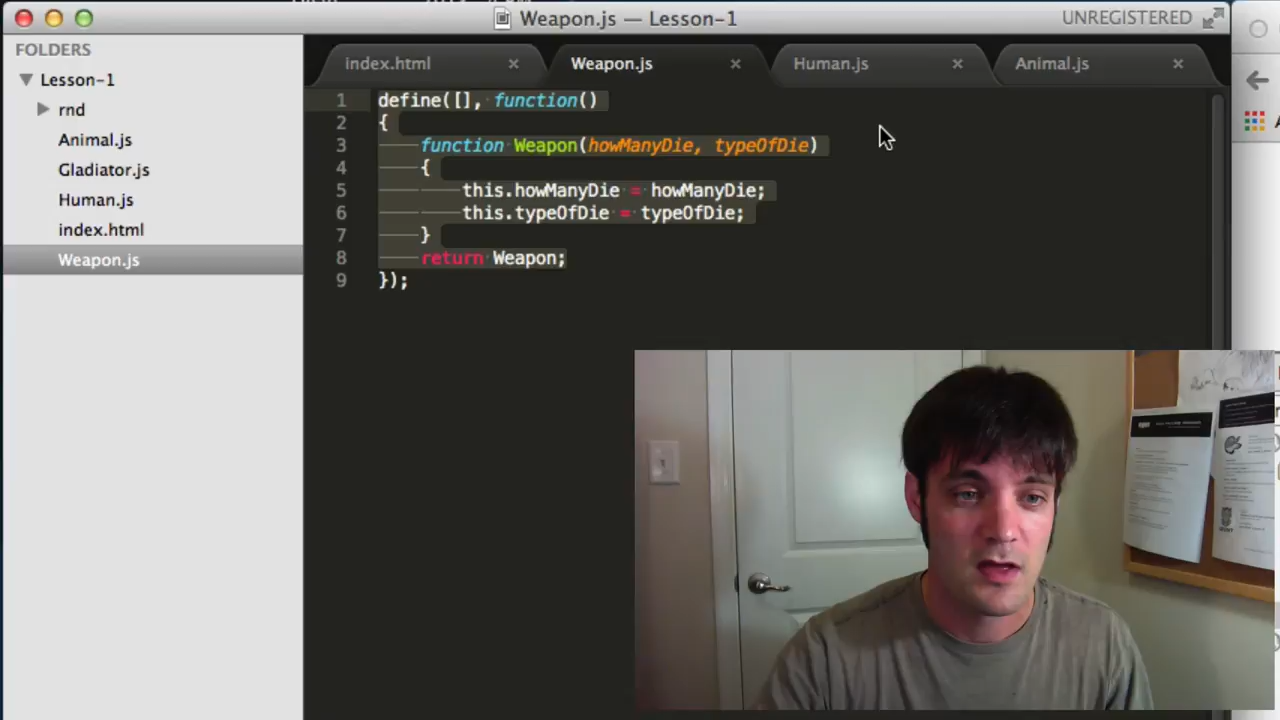 Weapon.js — Lesson-1
UNREGISTERED
FOLDERS
Lesson-1
rnd
Animal.js
Gladiator.js
Human.js
index.html
Weapon.js
index.html
Weapon.js
Human.js
Animal.js
1 define([], function()
2 {
3 function Weapon(howManyDie, typeOfDie)
4 {
5 this.howManyDie = howManyDie;
6 this.typeOfDie = typeOfDie;
7 }
8 return Weapon;
9 });